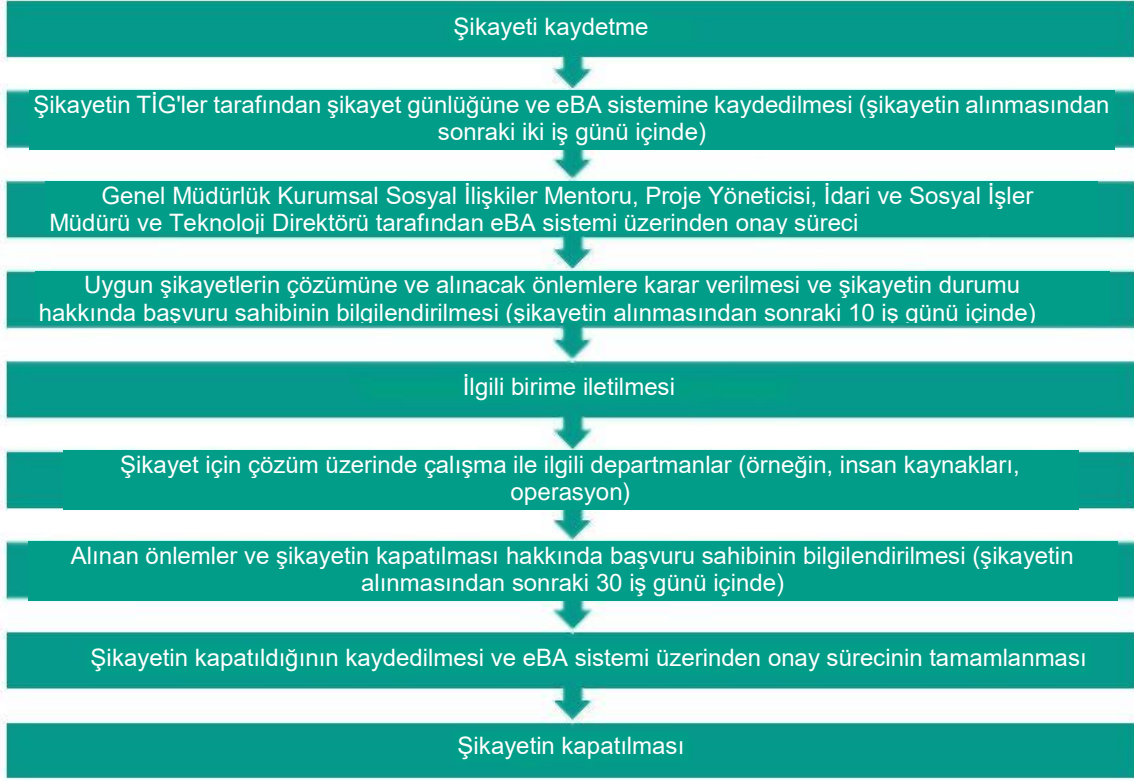 Şikayeti kaydetme
Şikayetin TİG'ler tarafından şikayet günlüğüne ve eBA sistemine kaydedilmesi (şikayetin alınmasından
sonraki iki iş günü içinde)
Genel Müdürlük Kurumsal Sosyal İlişkiler Mentoru, Proje Yöneticisi, İdari ve Sosyal İşler
Müdürü ve Teknoloji Direktörü tarafından eBA sistemi üzerinden onay süreci
Uygun şikayetlerin çözümüne ve alınacak önlemlere karar verilmesi ve şikayetin durumu
hakkında başvuru sahibinin bilgilendirilmesi (şikayetin alınmasından sonraki 10 iş günü içinde)
İlgili birime iletilmesi
Şikayet için çözüm üzerinde çalışma ile ilgili departmanlar (örneğin, insan kaynakları,
operasyon)
Alınan önlemler ve şikayetin kapatılması hakkında başvuru sahibinin bilgilendirilmesi (şikayetin
alınmasından sonraki 30 iş günü içinde)
Şikayetin kapatıldığının kaydedilmesi ve eBA sistemi üzerinden onay sürecinin tamamlanması
Şikayetin kapatılması